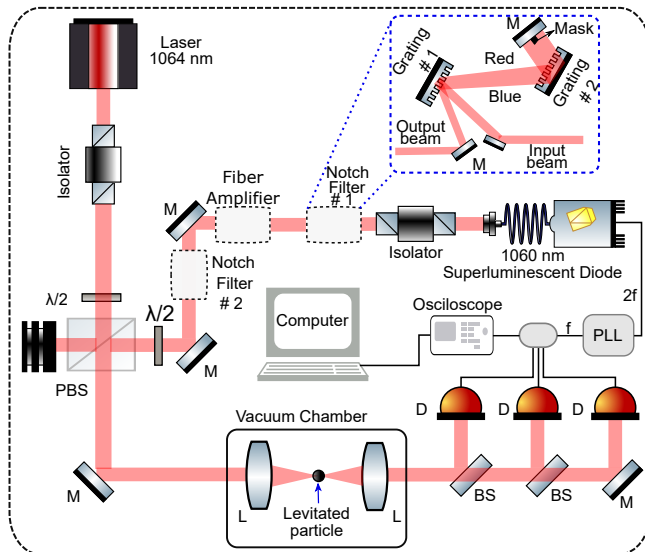 Laser
1064 nm
Isolator
M
Mask
Grating
# 1
Red
Blue
Grating
# 2
Output
beam
M
Input
beam
Fiber
Amplifier
Notch
Filter
# 1
M
Isolator
1060 nm
Superluminescent Diode
Notch
Filter
# 2
λ/2
λ/2
PBS
M
Computer
Osciloscope
f
PLL
2f
D
D
D
Vacuum Chamber
M
L
Levitated
particle
L
BS
BS
M